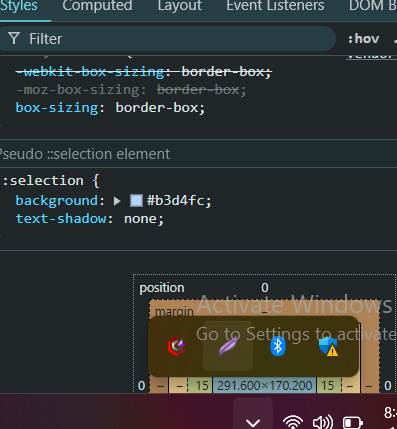 Styles Computed Layout Event Listeners DOM B
Filter :hov .
-webkit-box-sizing: border-box;
-moz-box-sizing: border-box;
box-sizing: border-box;
Pseudo ::selection element
:selection {
background: #b3d4fc;
text-shadow: none;
position 0
margin –
Activate Windows
Go to Settings to activate
0 – – 15 291.600×170.200 15 – – 0
8: